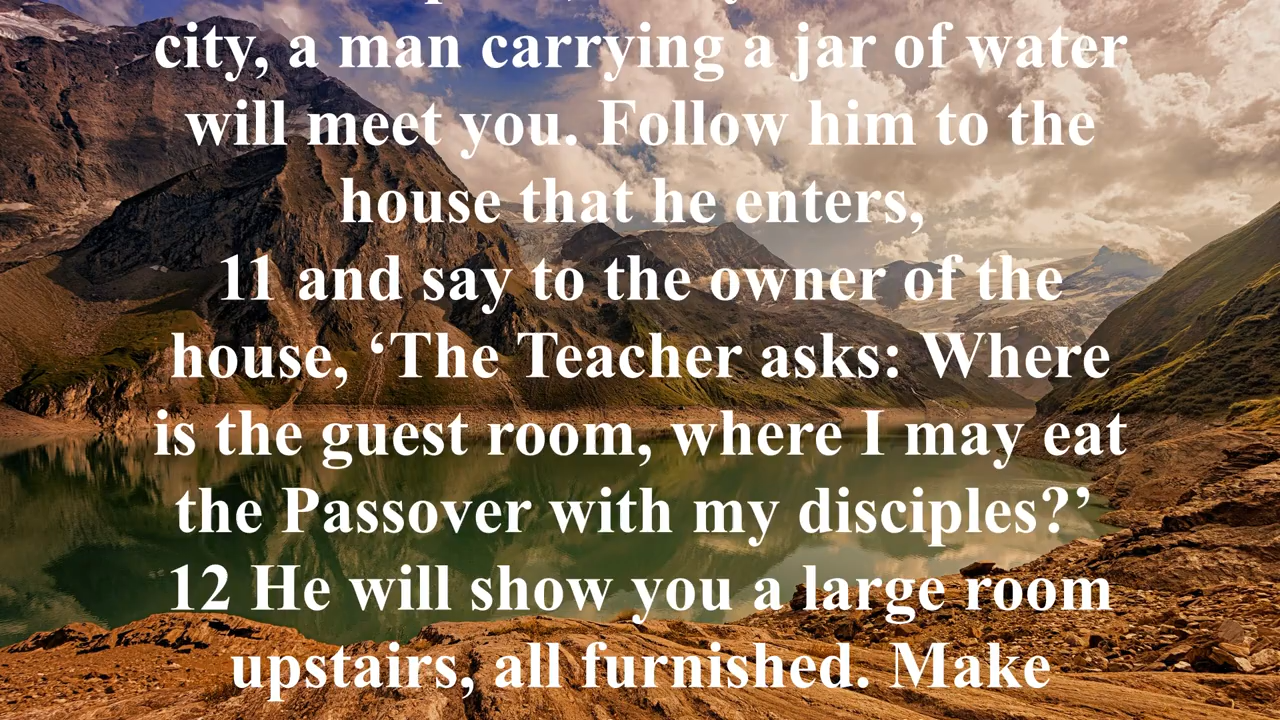 city, a man carrying a jar of water
will meet you. Follow him to the
house that he enters,
11 and say to the owner of the
house, ‘The Teacher asks: Where
is the guest room, where I may eat
the Passover with my disciples?’
12 He will show you a large room
upstairs, all furnished. Make